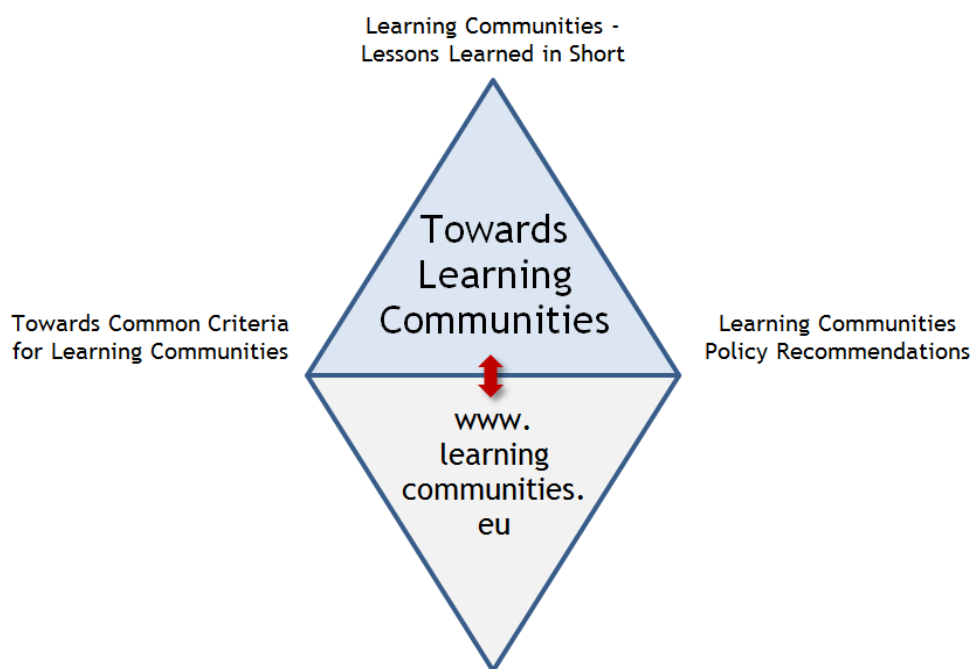 Learning Communities -
Lessons Learned in Short
Towards
Learning
Communities
Towards Common Criteria
for Learning Communities
Learning Communities
Policy Recommendations
www.
learning
communities.
eu